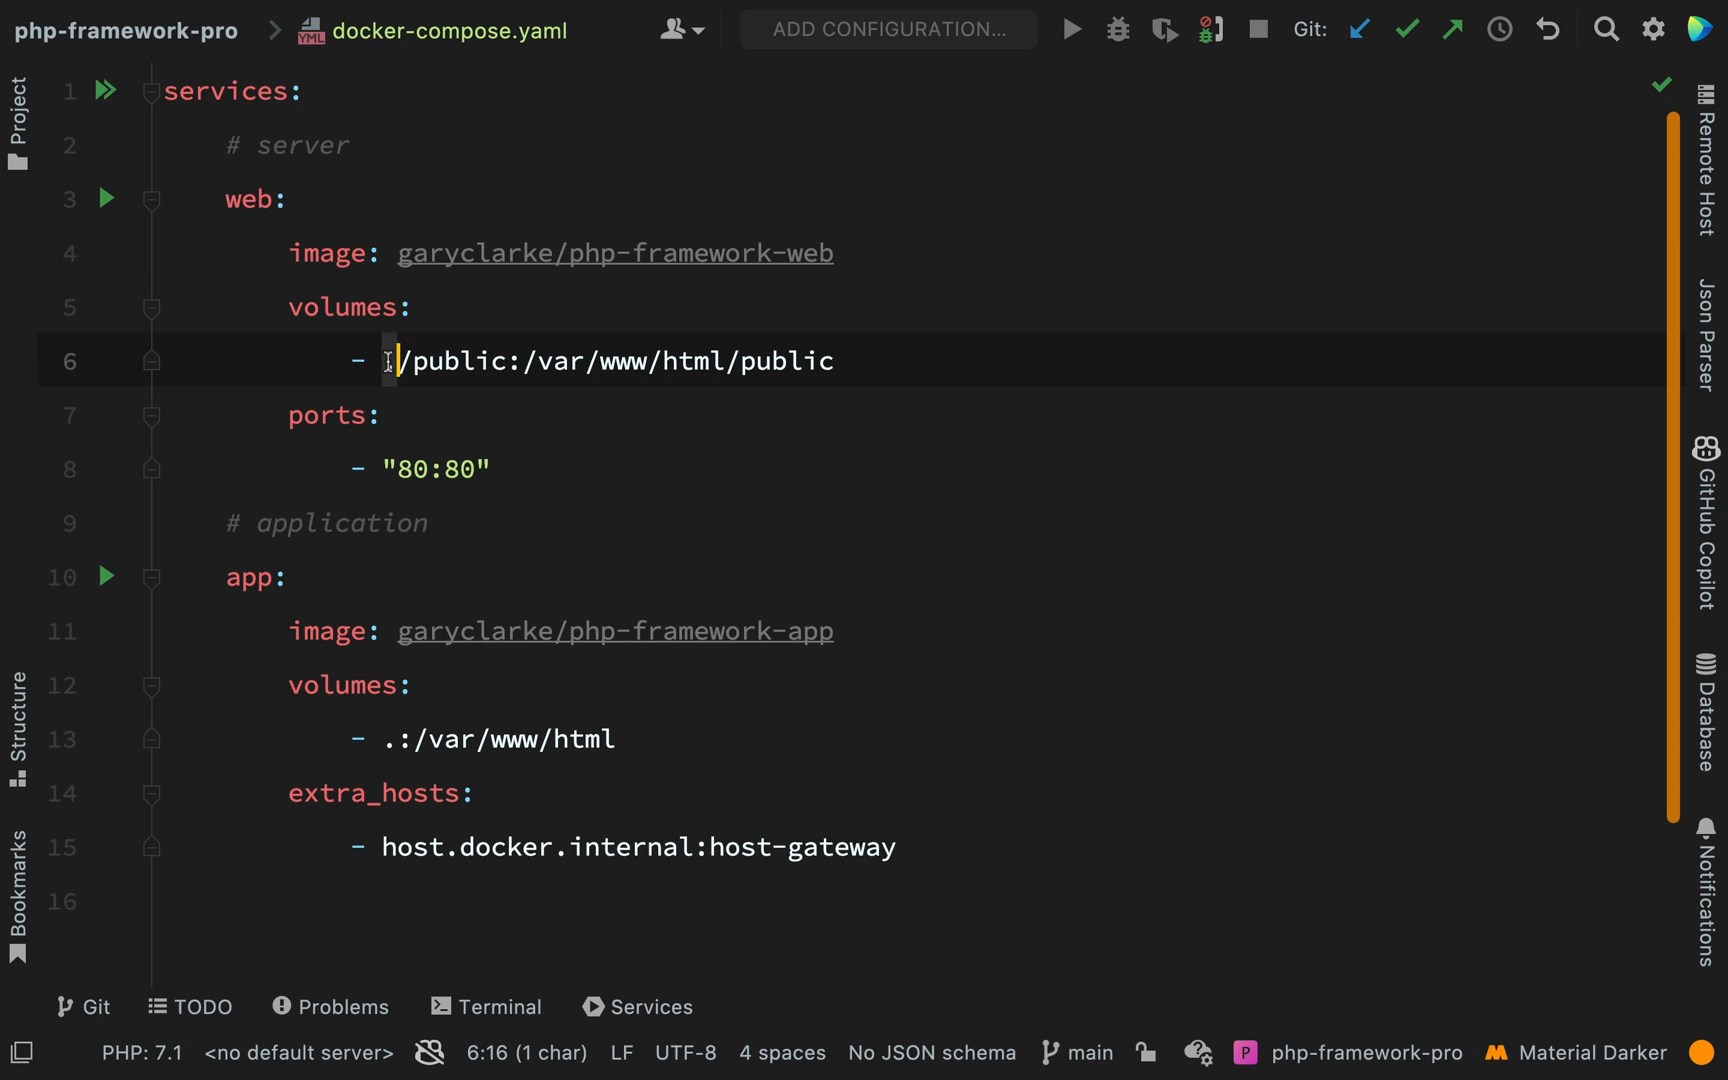 php-framework-pro
YML
docker-compose.yaml
ADD CONFIGURATION...
Git:
Project
Structure
Bookmarks
1 services:
2 # server
3 web:
4 image: garyclarke/php-framework-web
5 volumes:
6 - ./public:/var/www/html/public
7 ports:
8 - "80:80"
9 # application
10 app:
11 image: garyclarke/php-framework-app
12 volumes:
13 - .:/var/www/html
14 extra_hosts:
15 - host.docker.internal:host-gateway
16
Remote Host
Json Parser
GitHub Copilot
Database
Notifications
Git TODO Problems Terminal Services
PHP: 7.1 <no default server> 6:16 (1 char) LF UTF-8 4 spaces No JSON schema main P php-framework-pro Material Darker